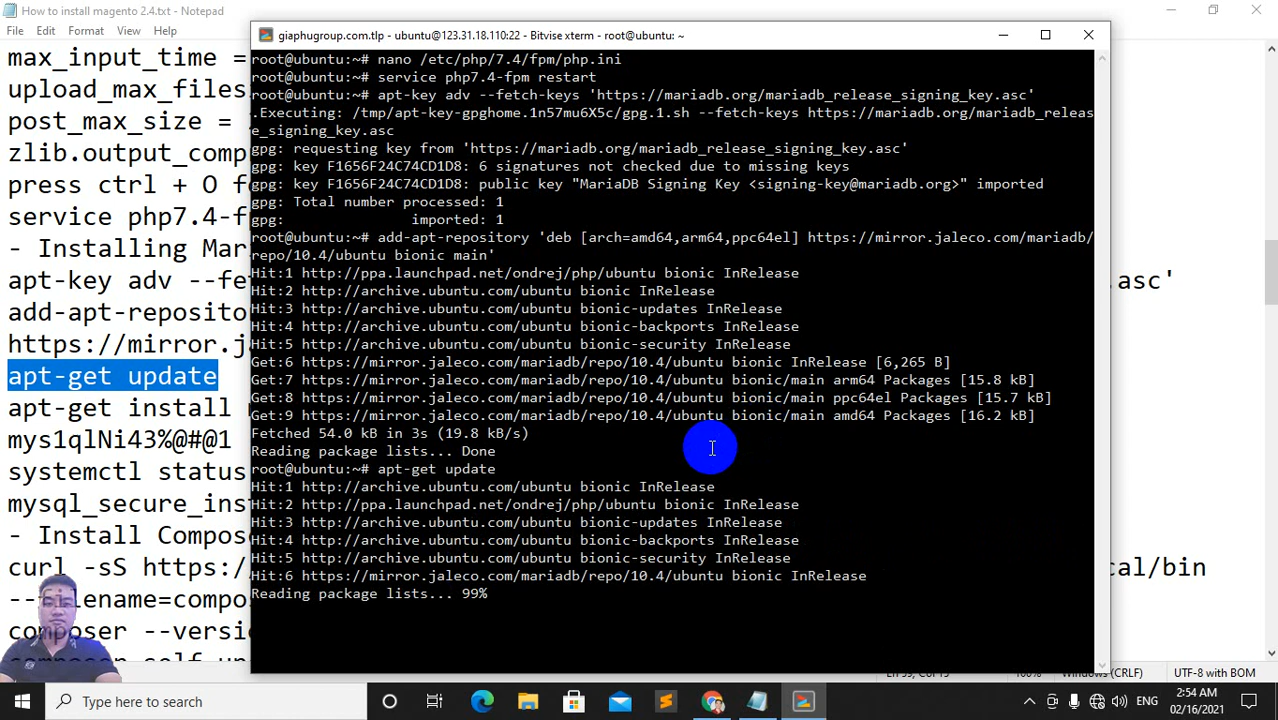 How to install magento 2.4.txt - Notepad
File Edit Format View Help
max_input_time =
upload_max_files
post_max_size =
zlib.output_comp
press ctrl + O fo
service php7.4-fp
- Installing Mar
apt-key adv --fet
add-apt-reposito
https://mirror.ja
apt-get update
apt-get install m
mys1qlNi43%@#@1
systemctl status
mysql_secure_inst
- Install Compos
curl -sS https:/
--filename=compos
composer --versi
composer self-up
.asc'
cal/bin
100% Windows (CRLF) UTF-8 with BOM
giaphugroup.com.tlp - ubuntu@123.31.18.110:22 - Bitvise xterm - root@ubuntu: ~
root@ubuntu:~# nano /etc/php/7.4/fpm/php.ini
root@ubuntu:~# service php7.4-fpm restart
root@ubuntu:~# apt-key adv --fetch-keys 'https://mariadb.org/mariadb_release_signing_key.asc'
.Executing: /tmp/apt-key-gpghome.1n57mu6X5c/gpg.1.sh --fetch-keys https://mariadb.org/mariadb_releas
e_signing_key.asc
gpg: requesting key from 'https://mariadb.org/mariadb_release_signing_key.asc'
gpg: key F1656F24C74CD1D8: 6 signatures not checked due to missing keys
gpg: key F1656F24C74CD1D8: public key "MariaDB Signing Key <signing-key@mariadb.org>" imported
gpg: Total number processed: 1
gpg: imported: 1
root@ubuntu:~# add-apt-repository 'deb [arch=amd64,arm64,ppc64el] https://mirror.jaleco.com/mariadb/
repo/10.4/ubuntu bionic main'
Hit:1 http://ppa.launchpad.net/ondrej/php/ubuntu bionic InRelease
Hit:2 http://archive.ubuntu.com/ubuntu bionic InRelease
Hit:3 http://archive.ubuntu.com/ubuntu bionic-updates InRelease
Hit:4 http://archive.ubuntu.com/ubuntu bionic-backports InRelease
Hit:5 http://archive.ubuntu.com/ubuntu bionic-security InRelease
Get:6 https://mirror.jaleco.com/mariadb/repo/10.4/ubuntu bionic InRelease [6,265 B]
Get:7 https://mirror.jaleco.com/mariadb/repo/10.4/ubuntu bionic/main arm64 Packages [15.8 kB]
Get:8 https://mirror.jaleco.com/mariadb/repo/10.4/ubuntu bionic/main ppc64el Packages [15.7 kB]
Get:9 https://mirror.jaleco.com/mariadb/repo/10.4/ubuntu bionic/main amd64 Packages [16.2 kB]
Fetched 54.0 kB in 3s (19.8 kB/s)
Reading package lists... Done
root@ubuntu:~# apt-get update
Hit:1 http://archive.ubuntu.com/ubuntu bionic InRelease
Hit:2 http://ppa.launchpad.net/ondrej/php/ubuntu bionic InRelease
Hit:3 http://archive.ubuntu.com/ubuntu bionic-updates InRelease
Hit:4 http://archive.ubuntu.com/ubuntu bionic-backports InRelease
Hit:5 http://archive.ubuntu.com/ubuntu bionic-security InRelease
Hit:6 https://mirror.jaleco.com/mariadb/repo/10.4/ubuntu bionic InRelease
Reading package lists... 99%
Type here to search
ENG
2:54 AM
02/16/2021